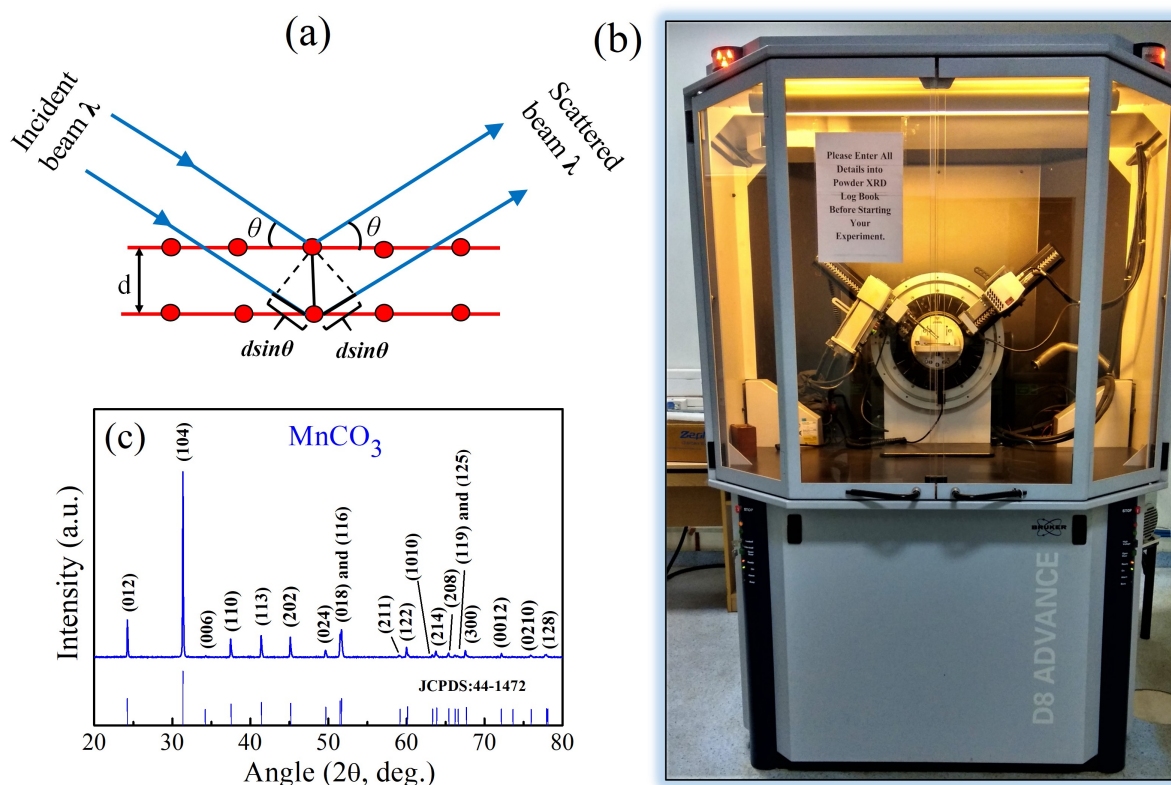 (a)
Incident
beam λ
Scattered
beam λ
θ
θ
d
dsinθ
dsinθ
(b)
Please Enter All
Details into
Powder XRD
Log Book
Before Starting
Your
Experiment.
BRUKER
D8 ADVANCE
(c)
MnCO3
Intensity (a.u.)
(012)
(104)
(006)
(110)
(113)
(202)
(024)
(018) and (116)
(211)
(122)
(1010)
(214)
(208)
(119) and (125)
(300)
(0012)
(0210)
(128)
JCPDS:44-1472
20
30
40
50
60
70
80
Angle (2θ, deg.)